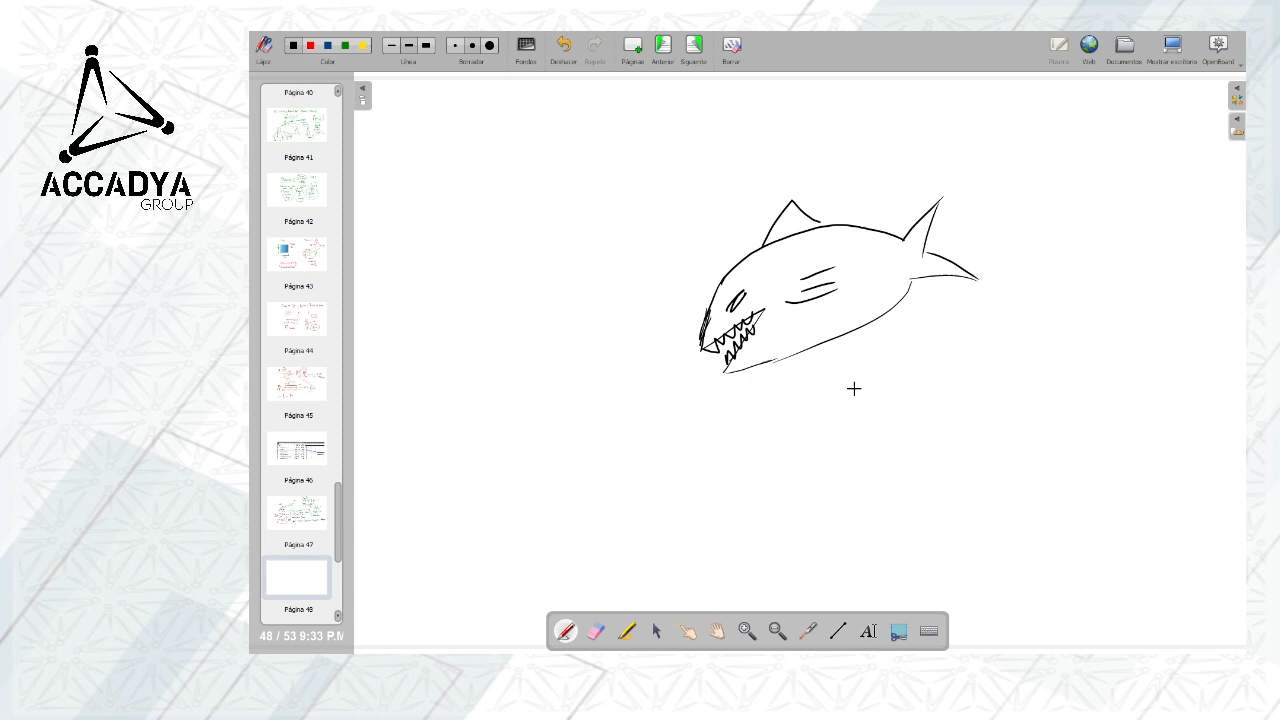 ACCADYA
GROUP
Lápiz
Color
Línea
Borrador
Fondos
Deshacer
Páginas
Anterior
Siguiente
Borrar
Pizarra
Web
Documentos
Mostrar escritorio
OpenBoard
Página 40
Página 41
Página 42
Página 43
Página 44
Página 45
Página 46
Página 47
Página 48
48 / 53 9:33 P.M
AI